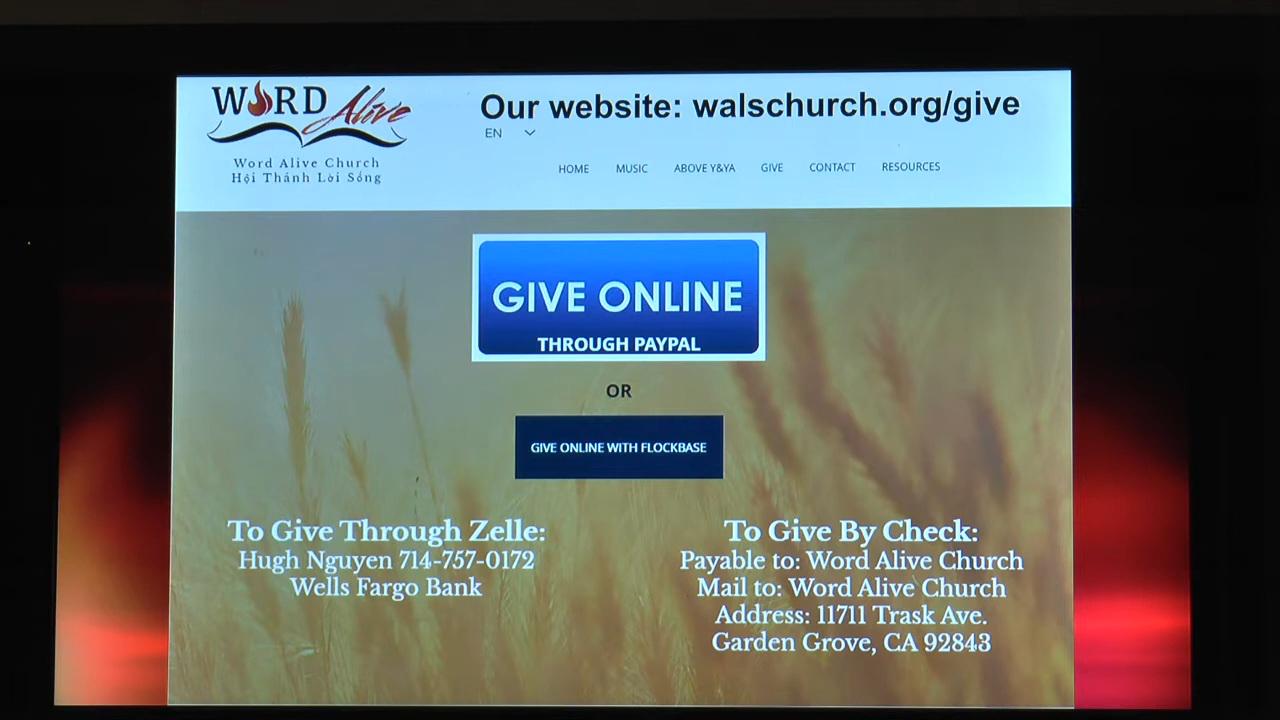 WORD Alive
Word Alive Church
Hội Thánh Lời Sống
Our website: walschurch.org/give
EN
HOME MUSIC ABOVE Y&YA GIVE CONTACT RESOURCES
GIVE ONLINE
THROUGH PAYPAL
OR
GIVE ONLINE WITH FLOCKBASE
To Give Through Zelle:
Hugh Nguyen 714-757-0172
Wells Fargo Bank
To Give By Check:
Payable to: Word Alive Church
Mail to: Word Alive Church
Address: 11711 Trask Ave.
Garden Grove, CA 92843